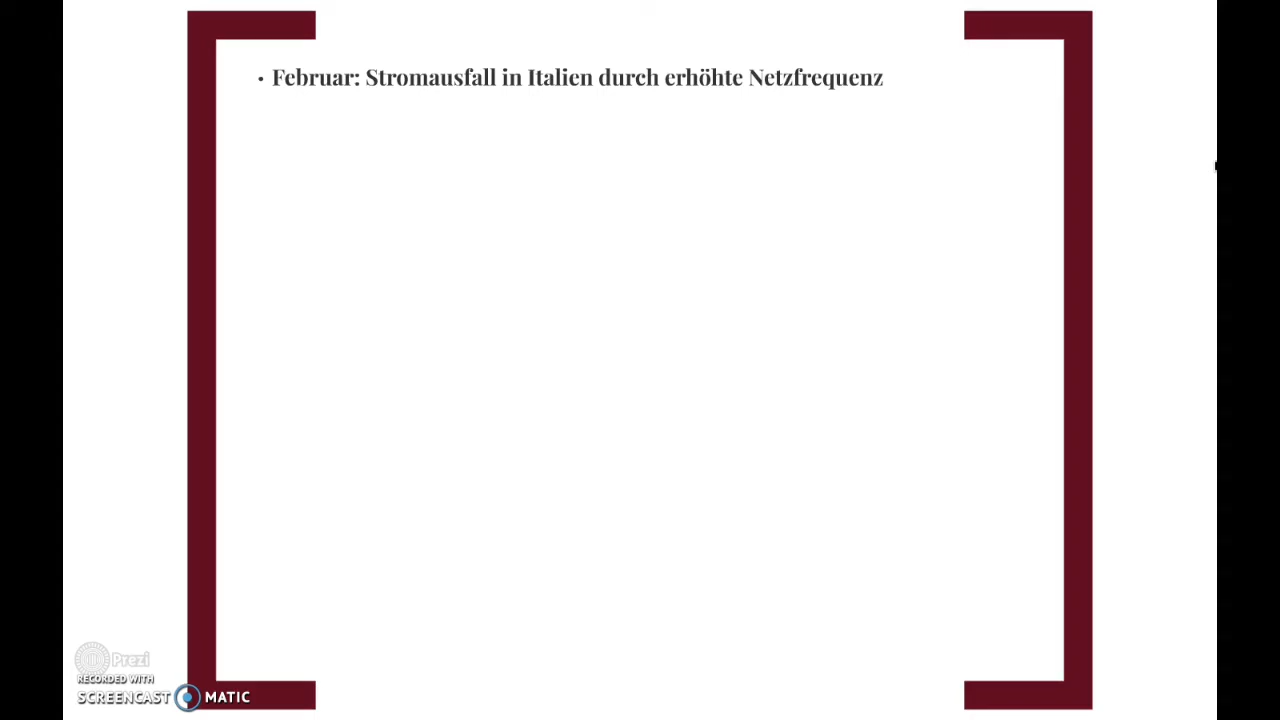 • Februar: Stromausfall in Italien durch erhöhte Netzfrequenz
Prezi
RECORDED WITH
SCREENCAST MATIC